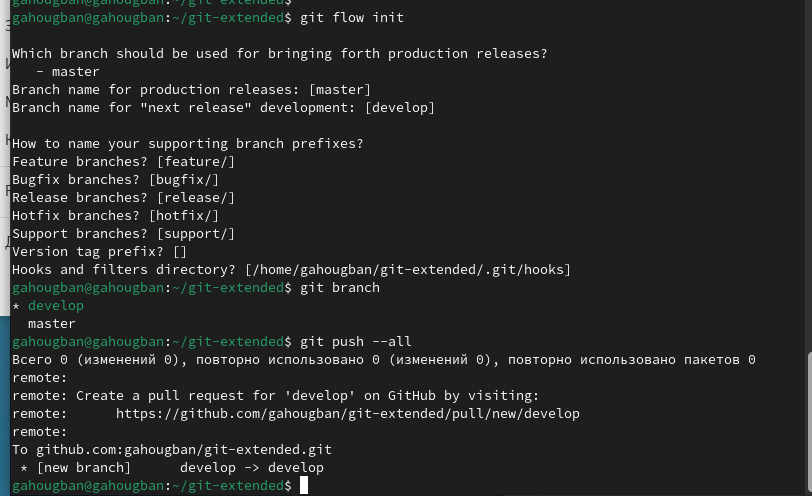 gahougban@gahougban:~/git-extended$
gahougban@gahougban:~/git-extended$ git flow init
Which branch should be used for bringing forth production releases?
   - master
Branch name for production releases: [master]
Branch name for "next release" development: [develop]
How to name your supporting branch prefixes?
Feature branches? [feature/]
Bugfix branches? [bugfix/]
Release branches? [release/]
Hotfix branches? [hotfix/]
Support branches? [support/]
Version tag prefix? []
Hooks and filters directory? [/home/gahougban/git-extended/.git/hooks]
gahougban@gahougban:~/git-extended$ git branch
* develop
  master
gahougban@gahougban:~/git-extended$ git push --all
Всего 0 (изменений 0), повторно использовано 0 (изменений 0), повторно использовано пакетов 0
remote:
remote: Create a pull request for 'develop' on GitHub by visiting:
remote:      https://github.com/gahougban/git-extended/pull/new/develop
remote:
To github.com:gahougban/git-extended.git
 * [new branch]      develop -> develop
gahougban@gahougban:~/git-extended$